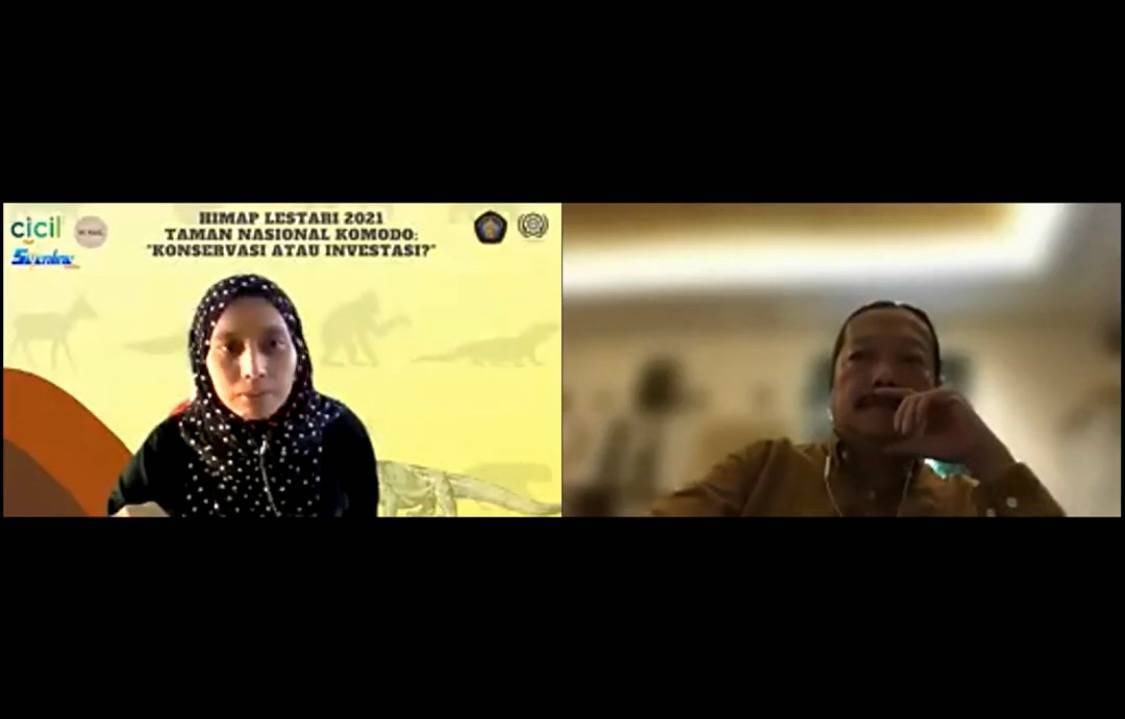 cicil
HIMAP LESTARI 2021
TAMAN NASIONAL KOMODO:
"KONSERVASI ATAU INVESTASI?"